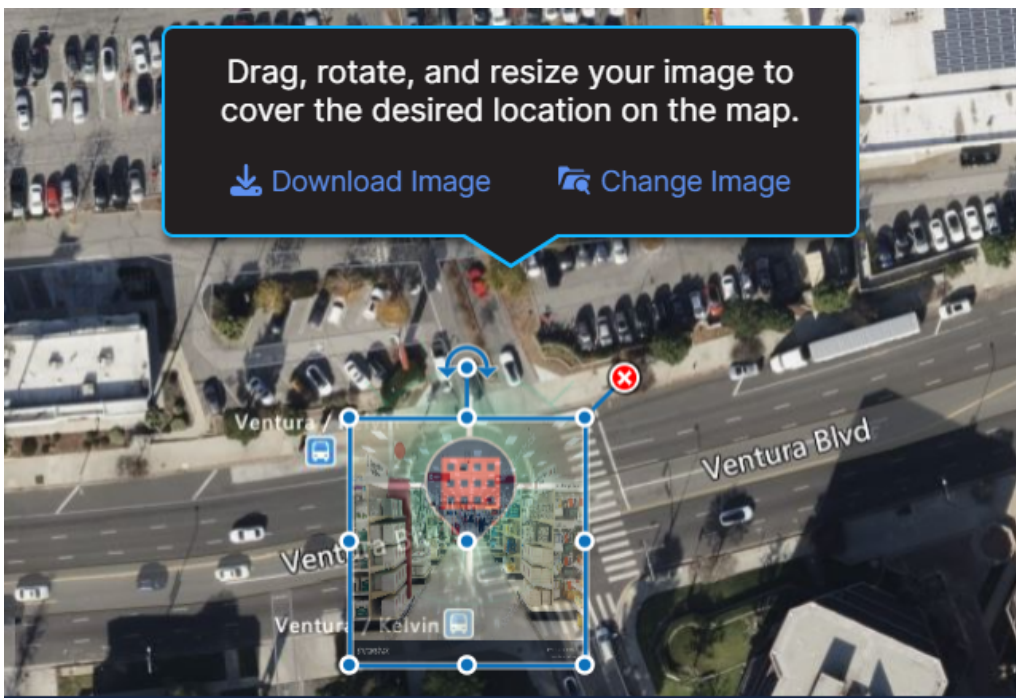 Drag, rotate, and resize your image to
cover the desired location on the map.
Download Image
Change Image
Ventura /
Ventura Blvd
Ventura Blvd
Ventura / Kelvin